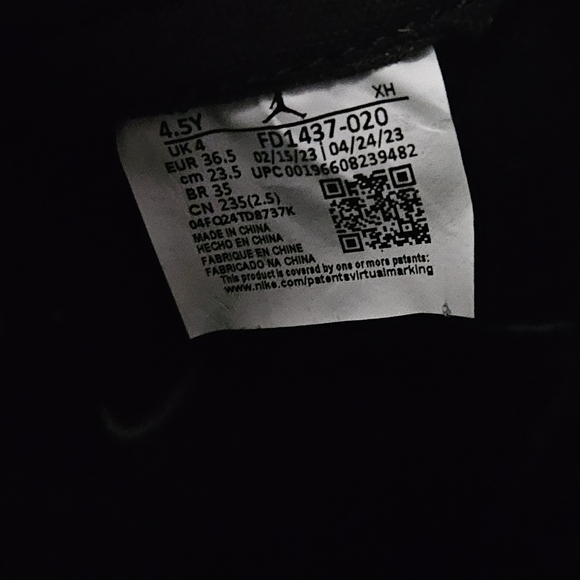 XH
4.5Y
UK 4
FD1437-020
EUR 36.5
02/15/23 | 04/24/23
cm 23.5
UPC 00196608239482
BR 35
CN 235(2.5)
04FQ24TD8737K
MADE IN CHINA
HECHO EN CHINA
FABRIQUE EN CHINE
FABRICADO NA CHINA
This product is covered by one or more patents:
www.nike.com/patentsvirtualmarking